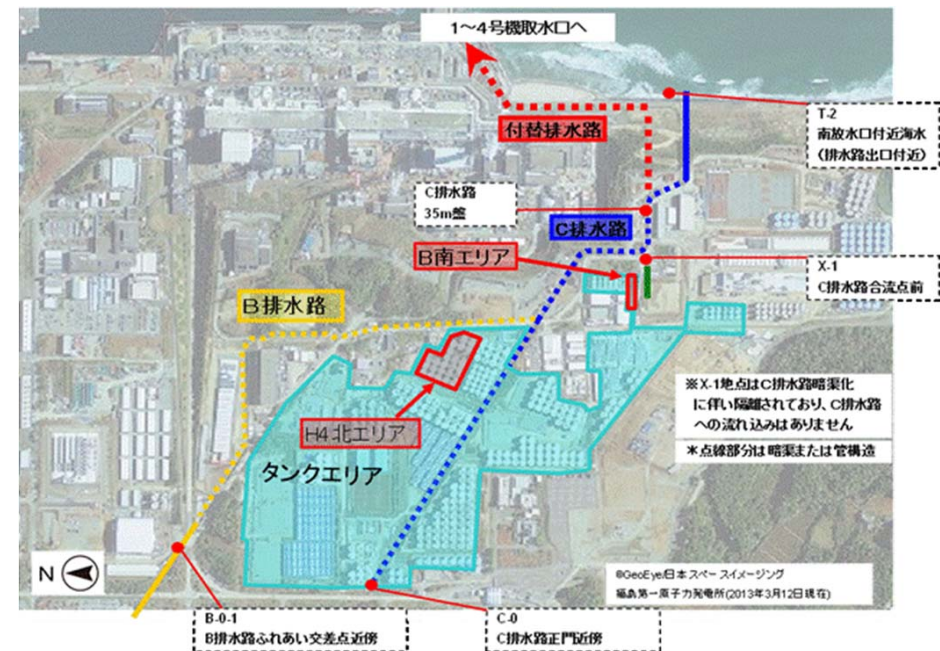 1～4号機取水口へ
T-2
南放水口付近海水
(排水路出口付近)
付替排水路
C排水路
35m盤
C排水路
B南エリア
X-1
C排水路合流点前
B排水路
※X-1地点はC排水路暗渠化
に伴い隔離されており、C排水路
への流れ込みはありません
H4北エリア
*点線部分は暗渠または管構造
タンクエリア
N
©GeoEye/日本スペースイメージング
福島第一原子力発電所(2013年3月12日現在)
B-0-1
B排水路ふれあい交差点近傍
C-0
C排水路正門近傍